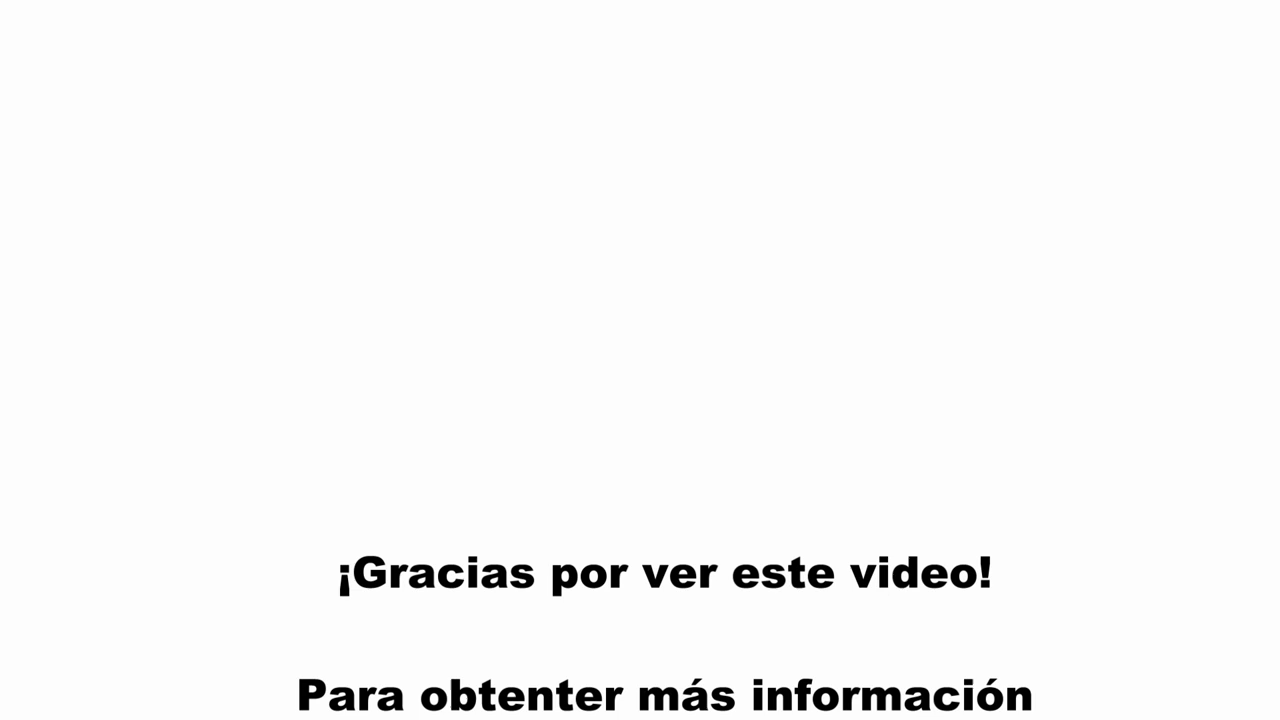 ¡Gracias por ver este video!
Para obtenter más información